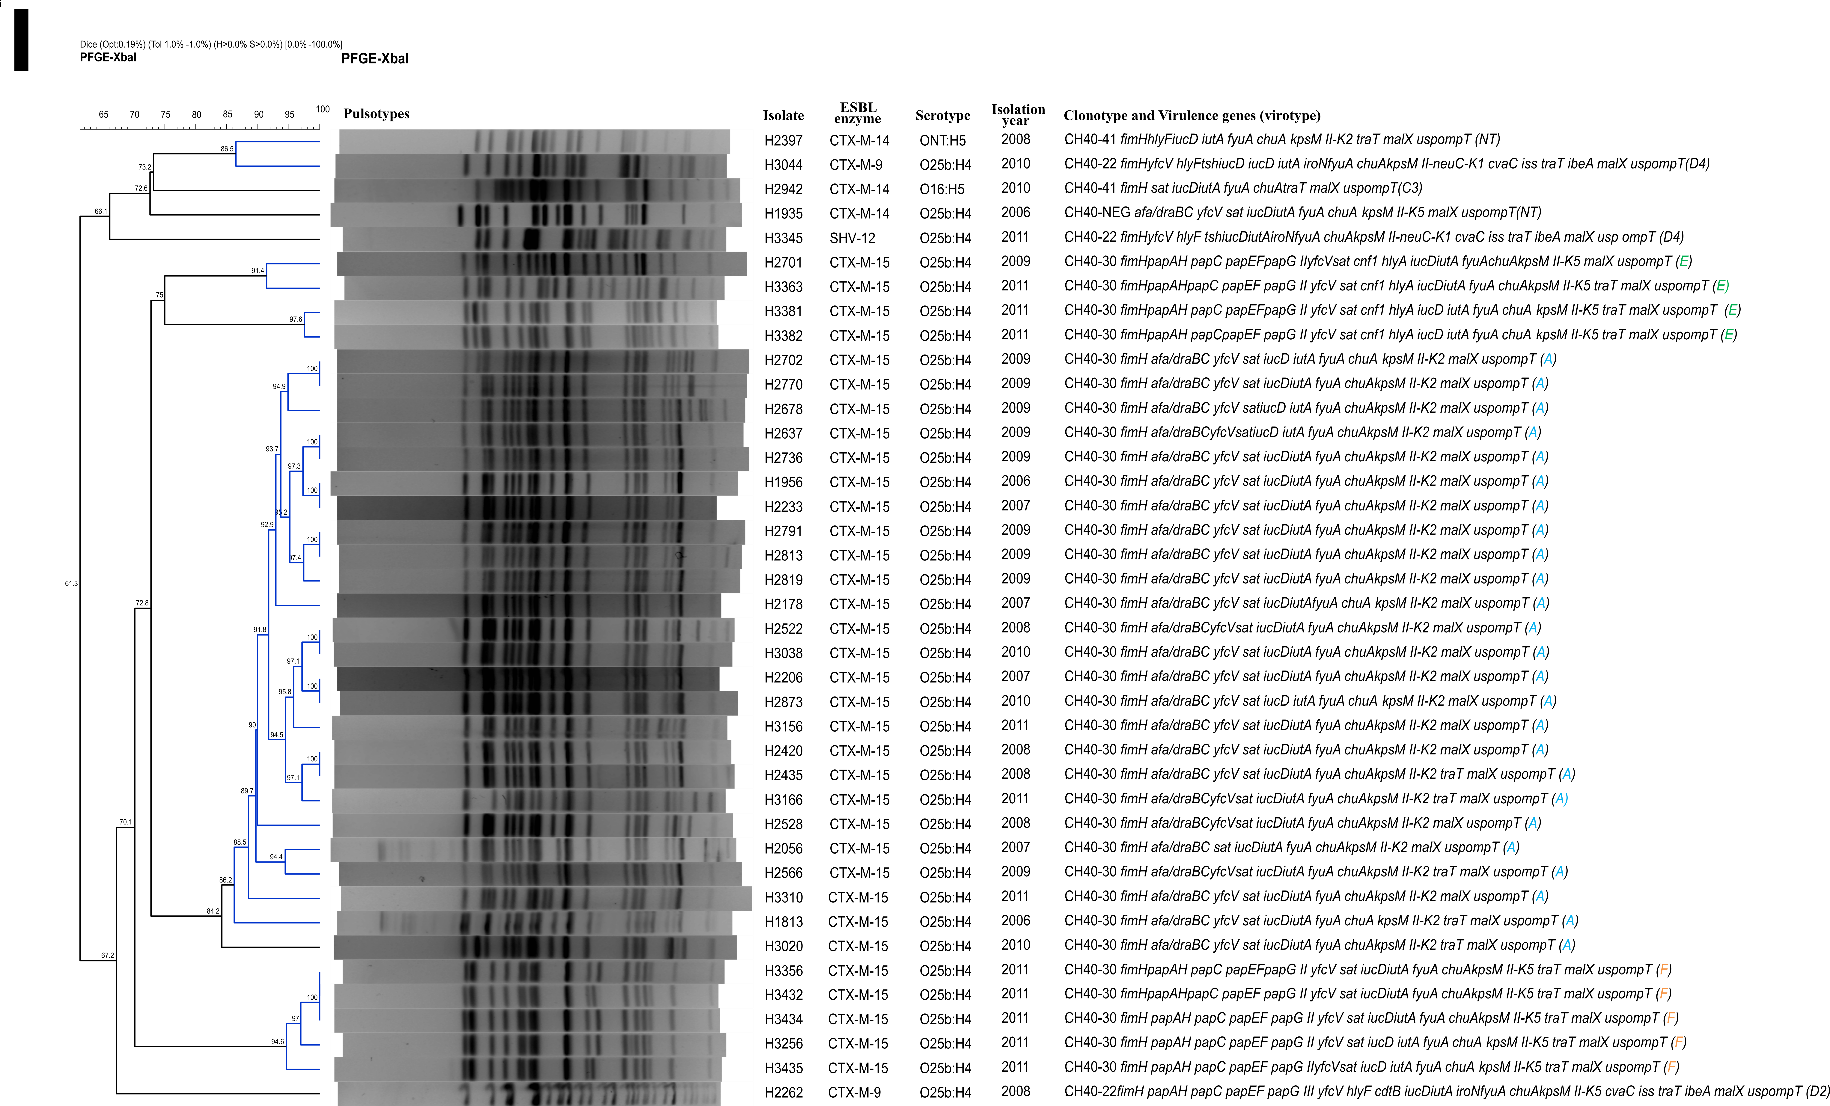 Dice (Opt:0.19%) (Tol 1.0% -1.0%) (H>0.0% S>0.0%) [0.0% -100.0%]
PFGE-XbaI PFGE-XbaI
65 70 75 80 85 90 95 100
Pulsotypes Isolate ESBL enzyme Serotype Isolation year Clonotype and Virulence genes (virotype)
H2397 CTX-M-14 ONT:H5 2008 CH40-41 fimHhlyFiucD iutA fyuA chuA kpsM II-K2 traT malX uspompT (NT)
H3044 CTX-M-9 O25b:H4 2010 CH40-22 fimHyfcV hlyFtshiucD iucD iutA iroNfyuA chuAkpsM II-neuC-K1 cvaC iss traT ibeA malX uspompT(D4)
H2942 CTX-M-14 O16:H5 2010 CH40-41 fimH sat iucDiutA fyuA chuAtraT malX uspompT(C3)
H1935 CTX-M-14 O25b:H4 2006 CH40-NEG afa/draBC yfcV sat iucDiutA fyuA chuA kpsM II-K5 malX uspompT(NT)
H3345 SHV-12 O25b:H4 2011 CH40-22 fimHyfcV hlyF tshiucDiutAiroNfyuA chuAkpsM II-neuC-K1 cvaC iss traT ibeA malX usp ompT (D4)
H2701 CTX-M-15 O25b:H4 2009 CH40-30 fimHpapAH papC papEFpapG IIyfcVsat cnf1 hlyA iucDiutA fyuAchuAkpsM II-K5 malX uspompT (E)
H3363 CTX-M-15 O25b:H4 2011 CH40-30 fimHpapAHpapC papEF papG II yfcV sat cnf1 hlyA iucDiutA fyuA chuAkpsM II-K5 traT malX uspompT (E)
H3381 CTX-M-15 O25b:H4 2011 CH40-30 fimHpapAH papC papEFpapG II yfcV sat cnf1 hlyA iucD iutA fyuA chuA kpsM II-K5 traT malX uspompT (E)
H3382 CTX-M-15 O25b:H4 2011 CH40-30 fimHpapAH papCpapEF papG II yfcV sat cnf1 hlyA iucDiutA fyuA chuA kpsM II-K5 traT malX uspompT (E)
H2702 CTX-M-15 O25b:H4 2009 CH40-30 fimH afa/draBC yfcV sat iucD iutA fyuA chuA kpsM II-K2 malX uspompT (A)
H2770 CTX-M-15 O25b:H4 2009 CH40-30 fimH afa/draBC yfcV sat iucDiutA fyuA chuAkpsM II-K2 malX uspompT (A)
H2678 CTX-M-15 O25b:H4 2009 CH40-30 fimH afa/draBC yfcV satiucD iutA fyuA chuAkpsM II-K2 malX uspompT (A)
H2637 CTX-M-15 O25b:H4 2009 CH40-30 fimH afa/draBCyfcVsatiucD iutA fyuA chuAkpsM II-K2 malX uspompT (A)
H2736 CTX-M-15 O25b:H4 2009 CH40-30 fimH afa/draBC yfcV sat iucDiutA fyuA chuAkpsM II-K2 malX uspompT (A)
H1956 CTX-M-15 O25b:H4 2006 CH40-30 fimH afa/draBC yfcV sat iucDiutA fyuA chuAkpsM II-K2 malX uspompT (A)
H2233 CTX-M-15 O25b:H4 2007 CH40-30 fimH afa/draBC yfcV sat iucDiutA fyuA chuAkpsM II-K2 malX uspompT (A)
H2791 CTX-M-15 O25b:H4 2009 CH40-30 fimH afa/draBC yfcV sat iucDiutA fyuA chuAkpsM II-K2 malX uspompT (A)
H2813 CTX-M-15 O25b:H4 2009 CH40-30 fimH afa/draBC yfcV sat iucDiutA fyuA chuAkpsM II-K2 malX uspompT (A)
H2819 CTX-M-15 O25b:H4 2009 CH40-30 fimH afa/draBC yfcV sat iucDiutA fyuA chuAkpsM II-K2 malX uspompT (A)
H2178 CTX-M-15 O25b:H4 2007 CH40-30 fimH afa/draBC yfcV sat iucDiutAfyuA chuA kpsM II-K2 malX uspompT (A)
H2522 CTX-M-15 O25b:H4 2008 CH40-30 fimH afa/draBCyfcVsat iucDiutA fyuA chuAkpsM II-K2 malX uspompT (A)
H3038 CTX-M-15 O25b:H4 2010 CH40-30 fimH afa/draBC yfcV sat iucDiutA fyuA chuAkpsM II-K2 malX uspompT (A)
H2206 CTX-M-15 O25b:H4 2007 CH40-30 fimH afa/draBC yfcV sat iucDiutA fyuA chuAkpsM II-K2 malX uspompT (A)
H2873 CTX-M-15 O25b:H4 2010 CH40-30 fimH afa/draBC yfcV sat iucD iutA fyuA chuA kpsM II-K2 malX uspompT (A)
H3156 CTX-M-15 O25b:H4 2011 CH40-30 fimH afa/draBC yfcV sat iucDiutA fyuA chuAkpsM II-K2 malX uspompT (A)
H2420 CTX-M-15 O25b:H4 2008 CH40-30 fimH afa/draBC yfcV sat iucDiutA fyuA chuAkpsM II-K2 malX uspompT (A)
H2435 CTX-M-15 O25b:H4 2008 CH40-30 fimH afa/draBC yfcV sat iucDiutA fyuA chuAkpsM II-K2 traT malX uspompT (A)
H3166 CTX-M-15 O25b:H4 2011 CH40-30 fimH afa/draBCyfcVsat iucDiutA fyuA chuAkpsM II-K2 traT malX uspompT (A)
H2528 CTX-M-15 O25b:H4 2008 CH40-30 fimH afa/draBCyfcVsat iucDiutA fyuA chuAkpsM II-K2 malX uspompT (A)
H2056 CTX-M-15 O25b:H4 2007 CH40-30 fimH afa/draBC sat iucDiutA fyuA chuAkpsM II-K2 malX uspompT (A)
H2566 CTX-M-15 O25b:H4 2009 CH40-30 fimH afa/draBCyfcVsat iucDiutA fyuA chuAkpsM II-K2 traT malX uspompT (A)
H3310 CTX-M-15 O25b:H4 2011 CH40-30 fimH afa/draBC yfcV sat iucDiutA fyuA chuAkpsM II-K2 malX uspompT (A)
H1813 CTX-M-15 O25b:H4 2006 CH40-30 fimH afa/draBC yfcV sat iucDiutA fyuA chuA kpsM II-K2 traT malX uspompT (A)
H3020 CTX-M-15 O25b:H4 2010 CH40-30 fimH afa/draBC yfcV sat iucDiutA fyuA chuAkpsM II-K2 traT malX uspompT (A)
H3356 CTX-M-15 O25b:H4 2011 CH40-30 fimHpapAH papC papEFpapG II yfcV sat iucDiutA fyuA chuAkpsM II-K5 traT malX uspompT (F)
H3432 CTX-M-15 O25b:H4 2011 CH40-30 fimHpapAHpapC papEF papG II yfcV sat iucDiutA fyuA chuAkpsM II-K5 traT malX uspompT (F)
H3434 CTX-M-15 O25b:H4 2011 CH40-30 fimH papAH papC papEF papG II yfcV sat iucDiutA fyuA chuAkpsM II-K5 traT malX uspompT (F)
H3256 CTX-M-15 O25b:H4 2011 CH40-30 fimH papAH papC papEF papG II yfcV sat iucD iutA fyuA chuA kpsM II-K5 traT malX uspompT (F)
H3435 CTX-M-15 O25b:H4 2011 CH40-30 fimH papAH papC papEF papG IIyfcVsat iucD iutA fyuA chuA kpsM II-K5 traT malX uspompT (F)
H2262 CTX-M-9 O25b:H4 2008 CH40-22fimH papAH papC papEF papG III yfcV hlyF cdtB iucDiutA iroNfyuA chuAkpsM II-K5 cvaC iss traT ibeA malX uspompT (D2)